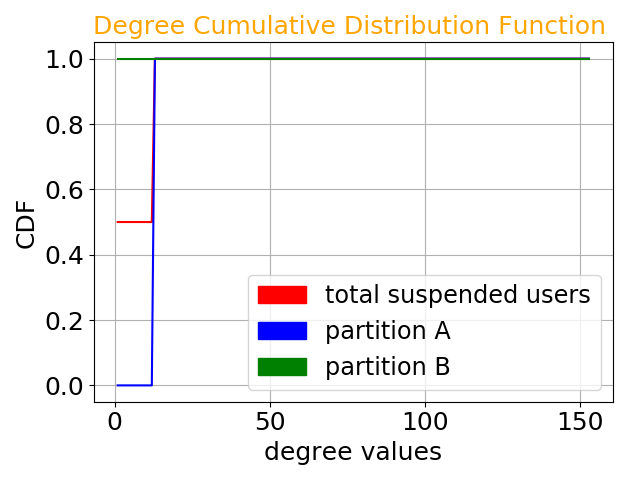 Degree Cumulative Distribution Function
1.0
0.8
0.6
0.4
0.2
0.0
CDF
total suspended users
partition A
partition B
0 50 100 150
degree values